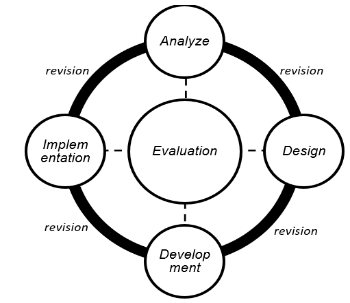 Analyze
revision
revision
Implem
entation
Evaluation
Design
revision
revision
Develop
ment